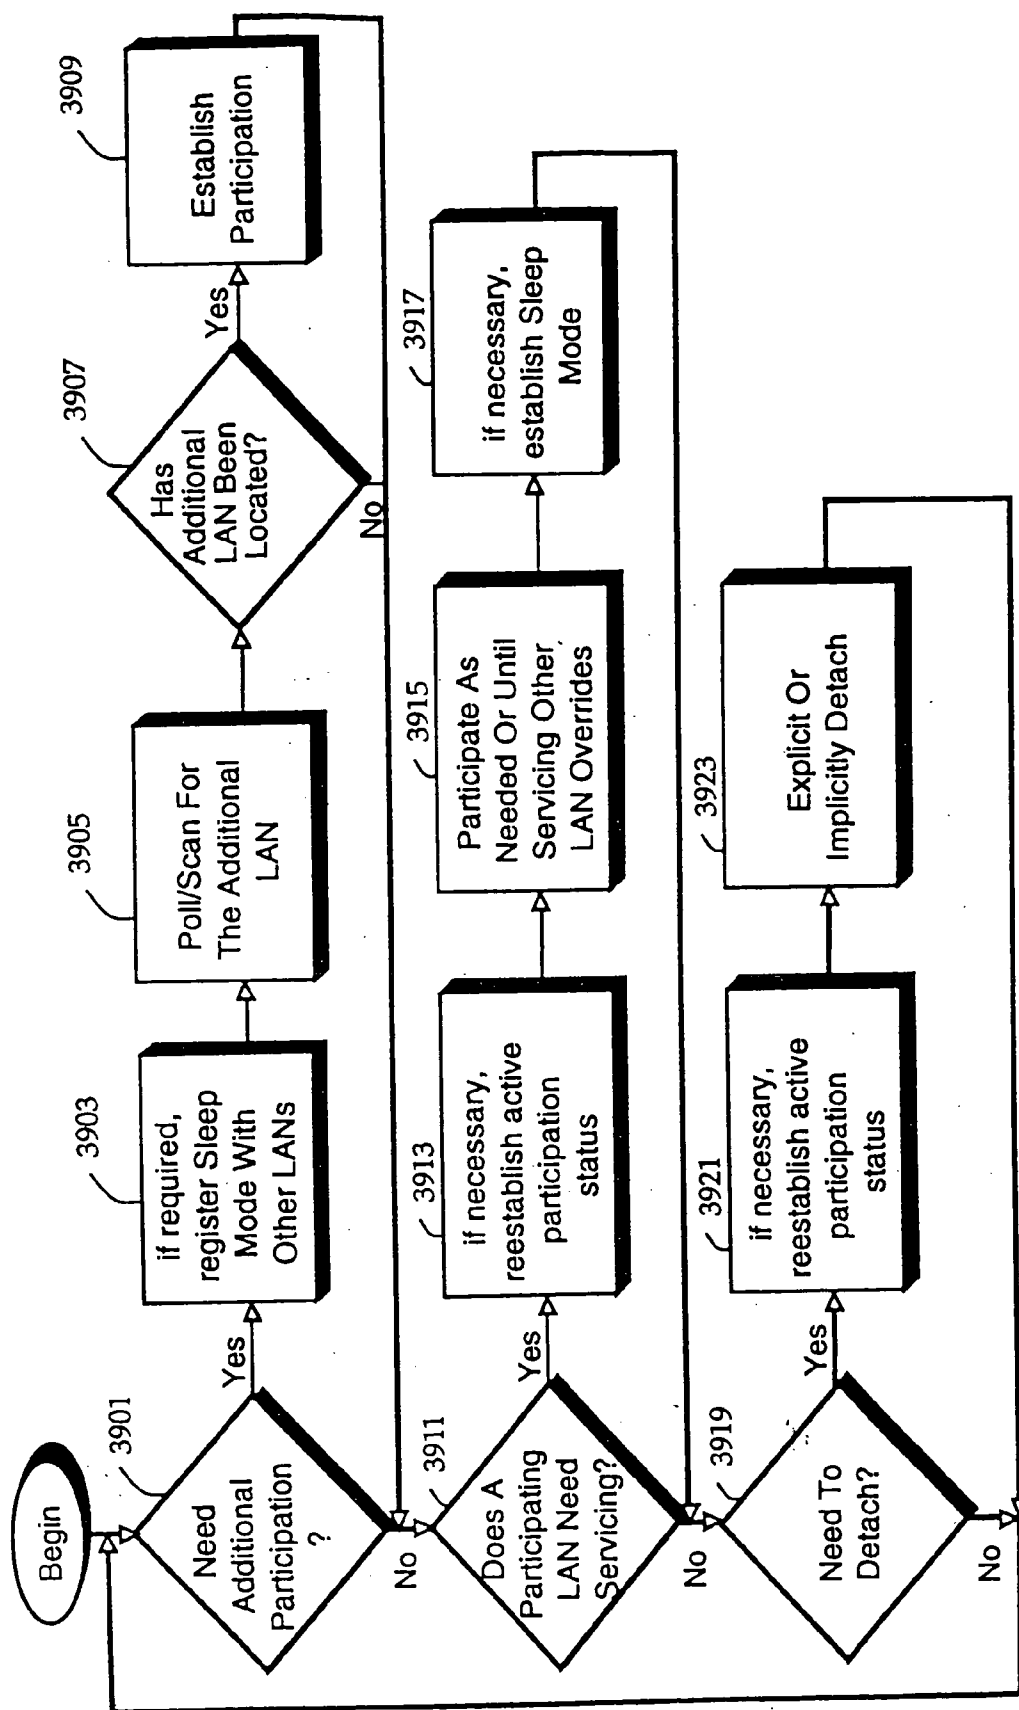 Begin
3901
Need
Additional
Participation
?
Yes
No
3903
if required,
register Sleep
Mode With
Other LANs
3905
Poll/Scan For
The Additional
LAN
3907
Has
Additional
LAN Been
Located?
Yes
No
3909
Establish
Participation
3911
Does A
Participating
LAN Need
Servicing?
Yes
No
3913
if necessary,
reestablish active
participation
status
3915
Participate As
Needed Or Until
Servicing Other
LAN Overrides
3917
if necessary,
establish Sleep
Mode
3919
Need To
Detach?
Yes
No
3921
if necessary,
reestablish active
participation
status
3923
Explicit Or
Implicitly Detach